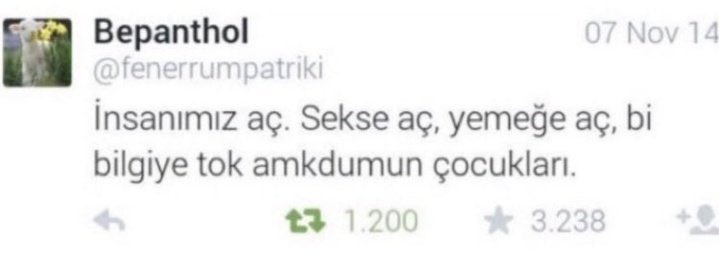 Bepanthol
07 Nov 14
@fenerrumpatriki
İnsanımız aç. Sekse aç, yemeğe aç, bi
bilgiye tok amkdumun çocukları.
1.200 3.238